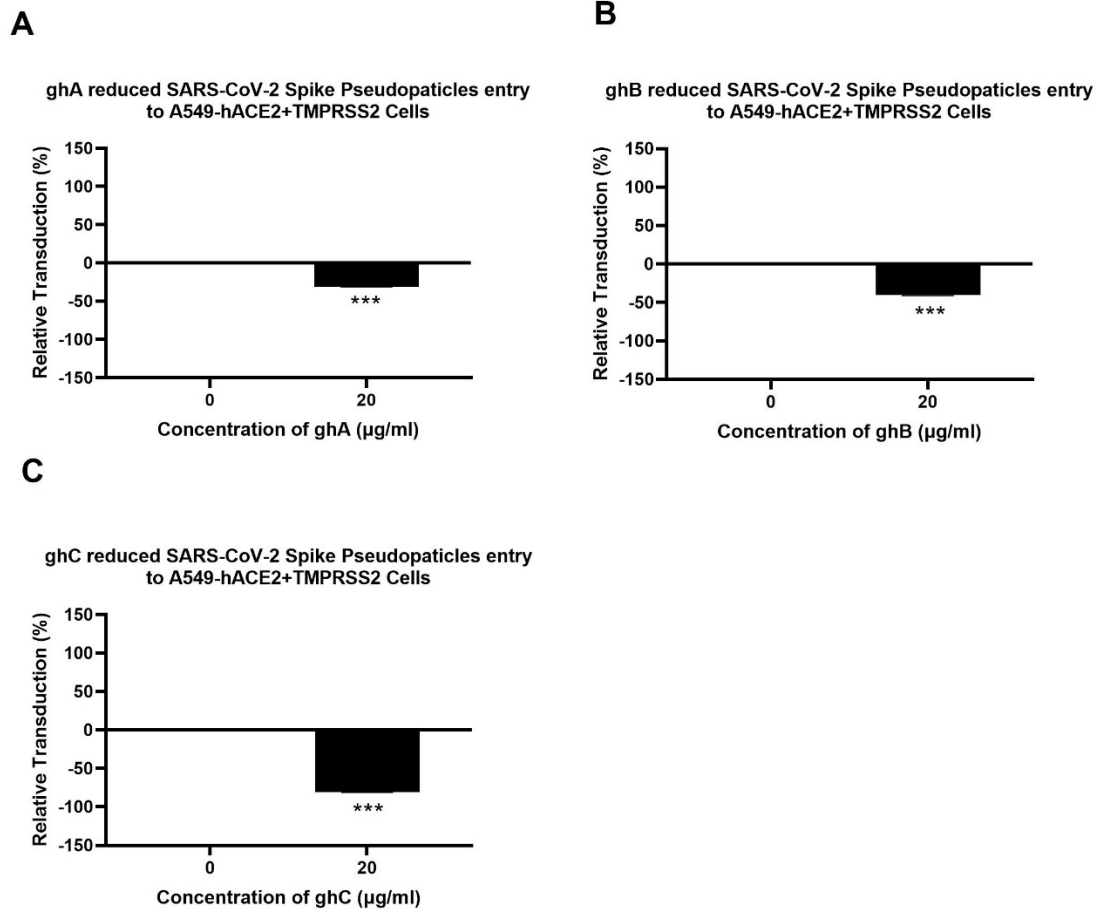 A
ghA reduced SARS-CoV-2 Spike Pseudopaticles entry
to A549-hACE2+TMPRSS2 Cells
Relative Transduction (%)
150
100
50
0
-50
-100
-150
***
0
20
Concentration of ghA (μg/ml)
B
ghB reduced SARS-CoV-2 Spike Pseudopaticles entry
to A549-hACE2+TMPRSS2 Cells
Relative Transduction (%)
150
100
50
0
-50
-100
-150
***
0
20
Concentration of ghB (μg/ml)
C
ghC reduced SARS-CoV-2 Spike Pseudopaticles entry
to A549-hACE2+TMPRSS2 Cells
Relative Transduction (%)
150
100
50
0
-50
-100
-150
***
0
20
Concentration of ghC (μg/ml)